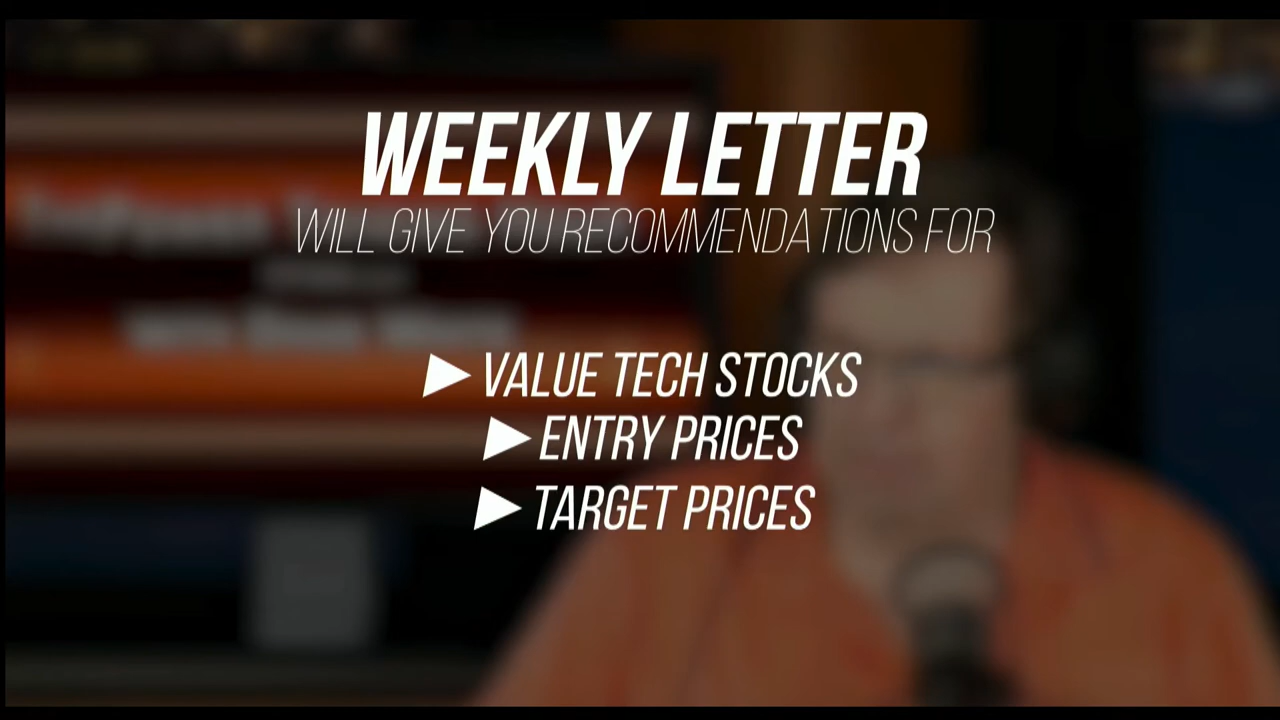 WEEKLY LETTER
WILL GIVE YOU RECOMMENDATIONS FOR
► VALUE TECH STOCKS
► ENTRY PRICES
► TARGET PRICES